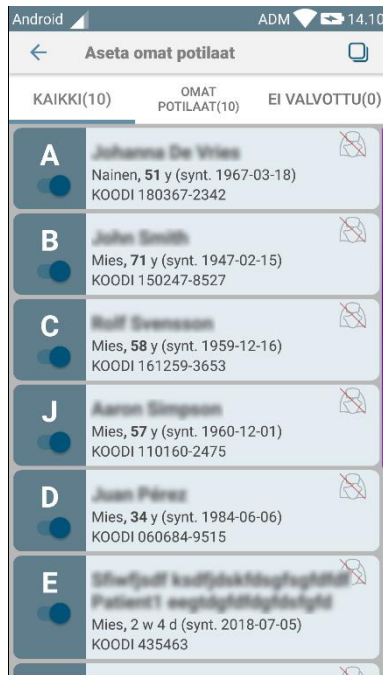 Android ADM 14.10
Aseta omat potilaat
KAIKKI(10) OMAT POTILAAT(10) EI VALVOTTU(0)
A
Nainen, 51 y (synt. 1967-03-18)
KOODI 180367-2342
B
Mies, 71 y (synt. 1947-02-15)
KOODI 150247-8527
C
Mies, 58 y (synt. 1959-12-16)
KOODI 161259-3653
J
Mies, 57 y (synt. 1960-12-01)
KOODI 110160-2475
D
Mies, 34 y (synt. 1984-06-06)
KOODI 060684-9515
E
Mies, 2 w 4 d (synt. 2018-07-05)
KOODI 435463